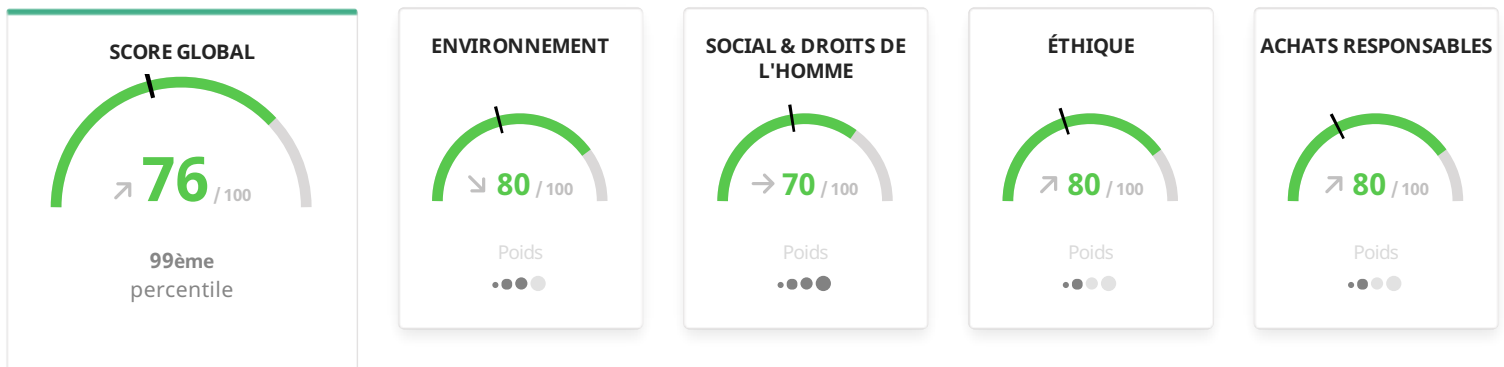 SCORE GLOBAL
76 / 100
99ème
percentile
ENVIRONNEMENT
80 / 100
Poids
SOCIAL & DROITS DE
L'HOMME
70 / 100
Poids
ÉTHIQUE
80 / 100
Poids
ACHATS RESPONSABLES
80 / 100
Poids